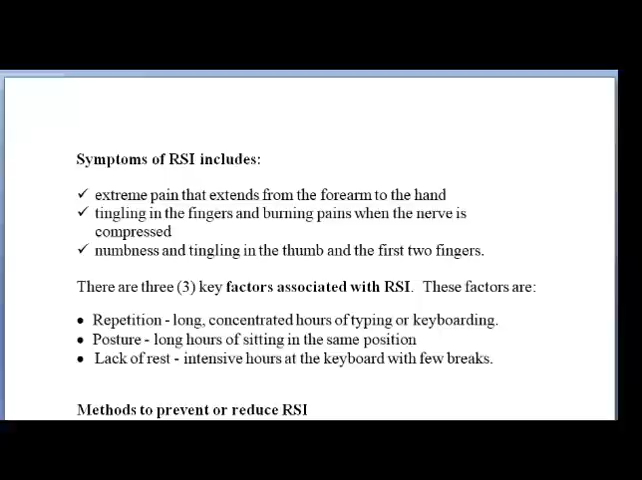 Symptoms of RSI includes:
✓ extreme pain that extends from the forearm to the hand
✓ tingling in the fingers and burning pains when the nerve is
compressed
✓ numbness and tingling in the thumb and the first two fingers.
There are three (3) key factors associated with RSI. These factors are:
• Repetition - long, concentrated hours of typing or keyboarding.
• Posture - long hours of sitting in the same position
• Lack of rest - intensive hours at the keyboard with few breaks.
Methods to prevent or reduce RSI